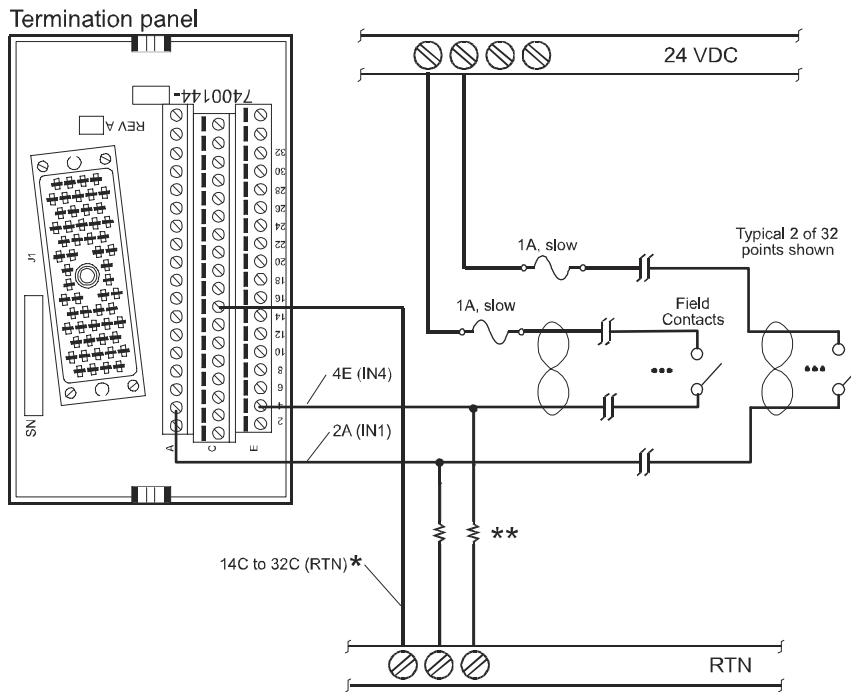 Termination panel
24 VDC
7400144-
REV A
J1
SN
32
30
28
26
24
22
20
18
16
14
12
10
8
6
4
2
A
C
E
1A, slow
Typical 2 of 32
points shown
1A, slow
Field
Contacts
4E (IN4)
2A (IN1)
**
14C to 32C (RTN)*
RTN